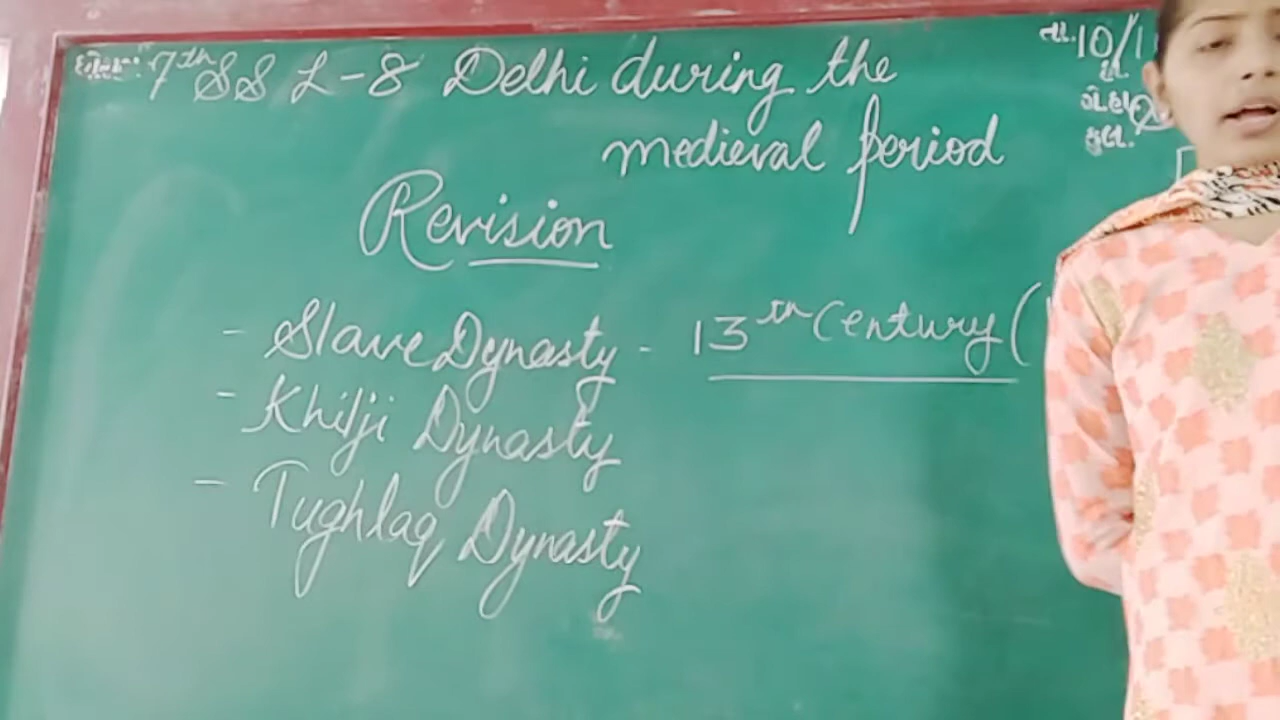 7th SS L-8 Delhi during the
medieval period
Revision
- Slave Dynasty - 13th Century (
- Khilji Dynasty
- Tughlaq Dynasty
તા. 10/1